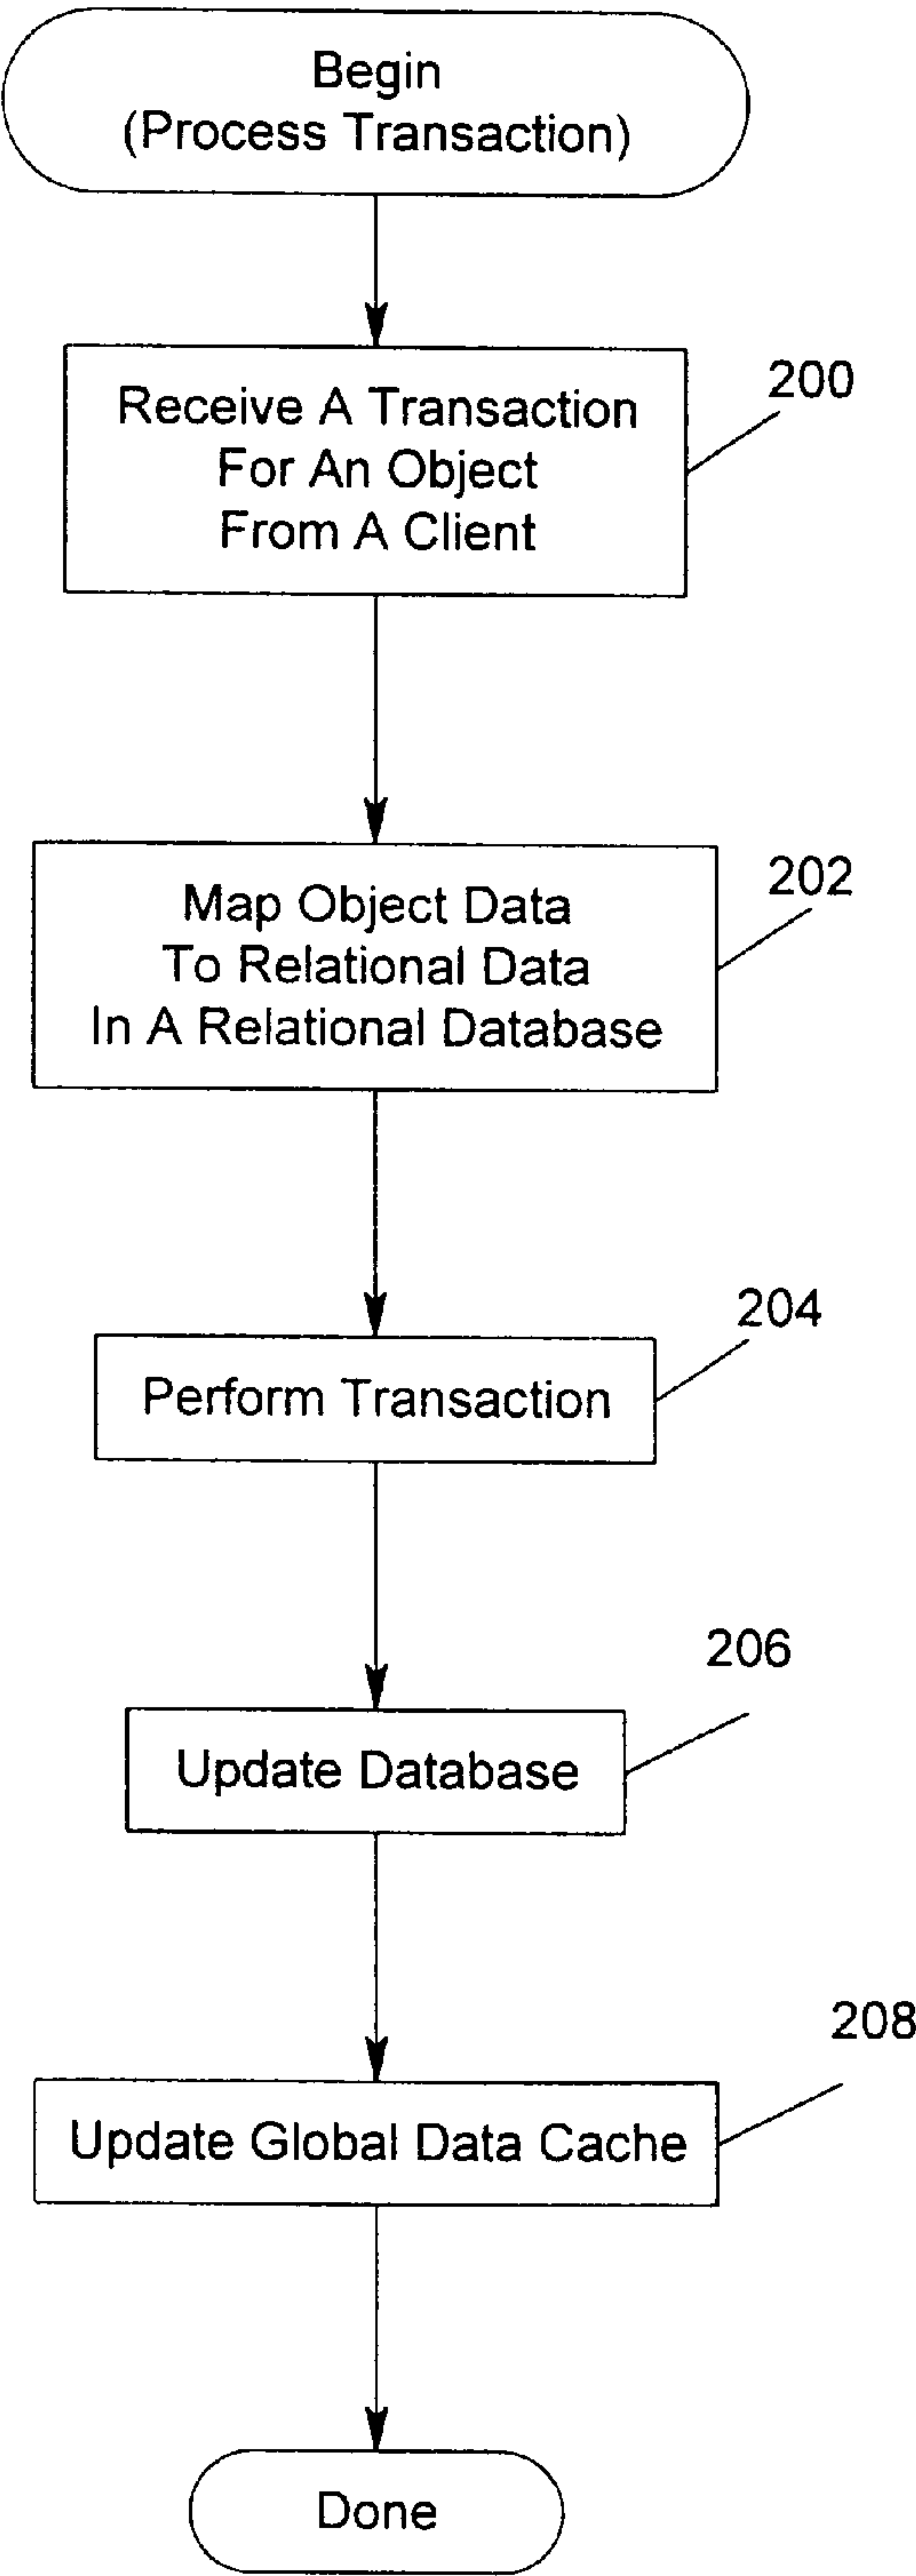 Begin
(Process Transaction)
200
Receive A Transaction
For An Object
From A Client
202
Map Object Data
To Relational Data
In A Relational Database
204
Perform Transaction
206
Update Database
208
Update Global Data Cache
Done